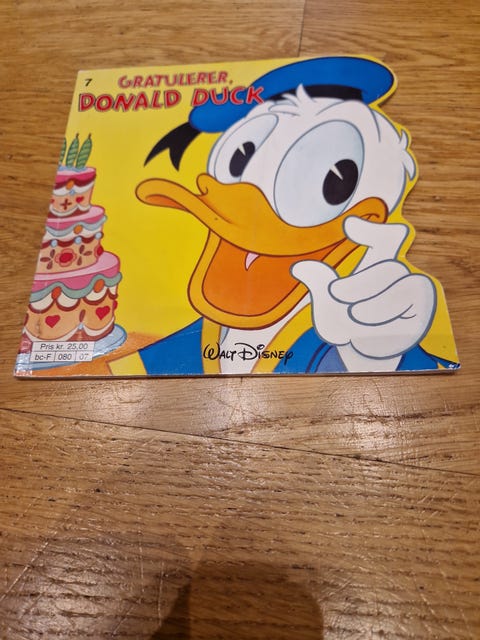 7
GRATULERER,
DONALD DUCK
Pris kr. 25,00
bc-F 080 07
WALT DISNEY